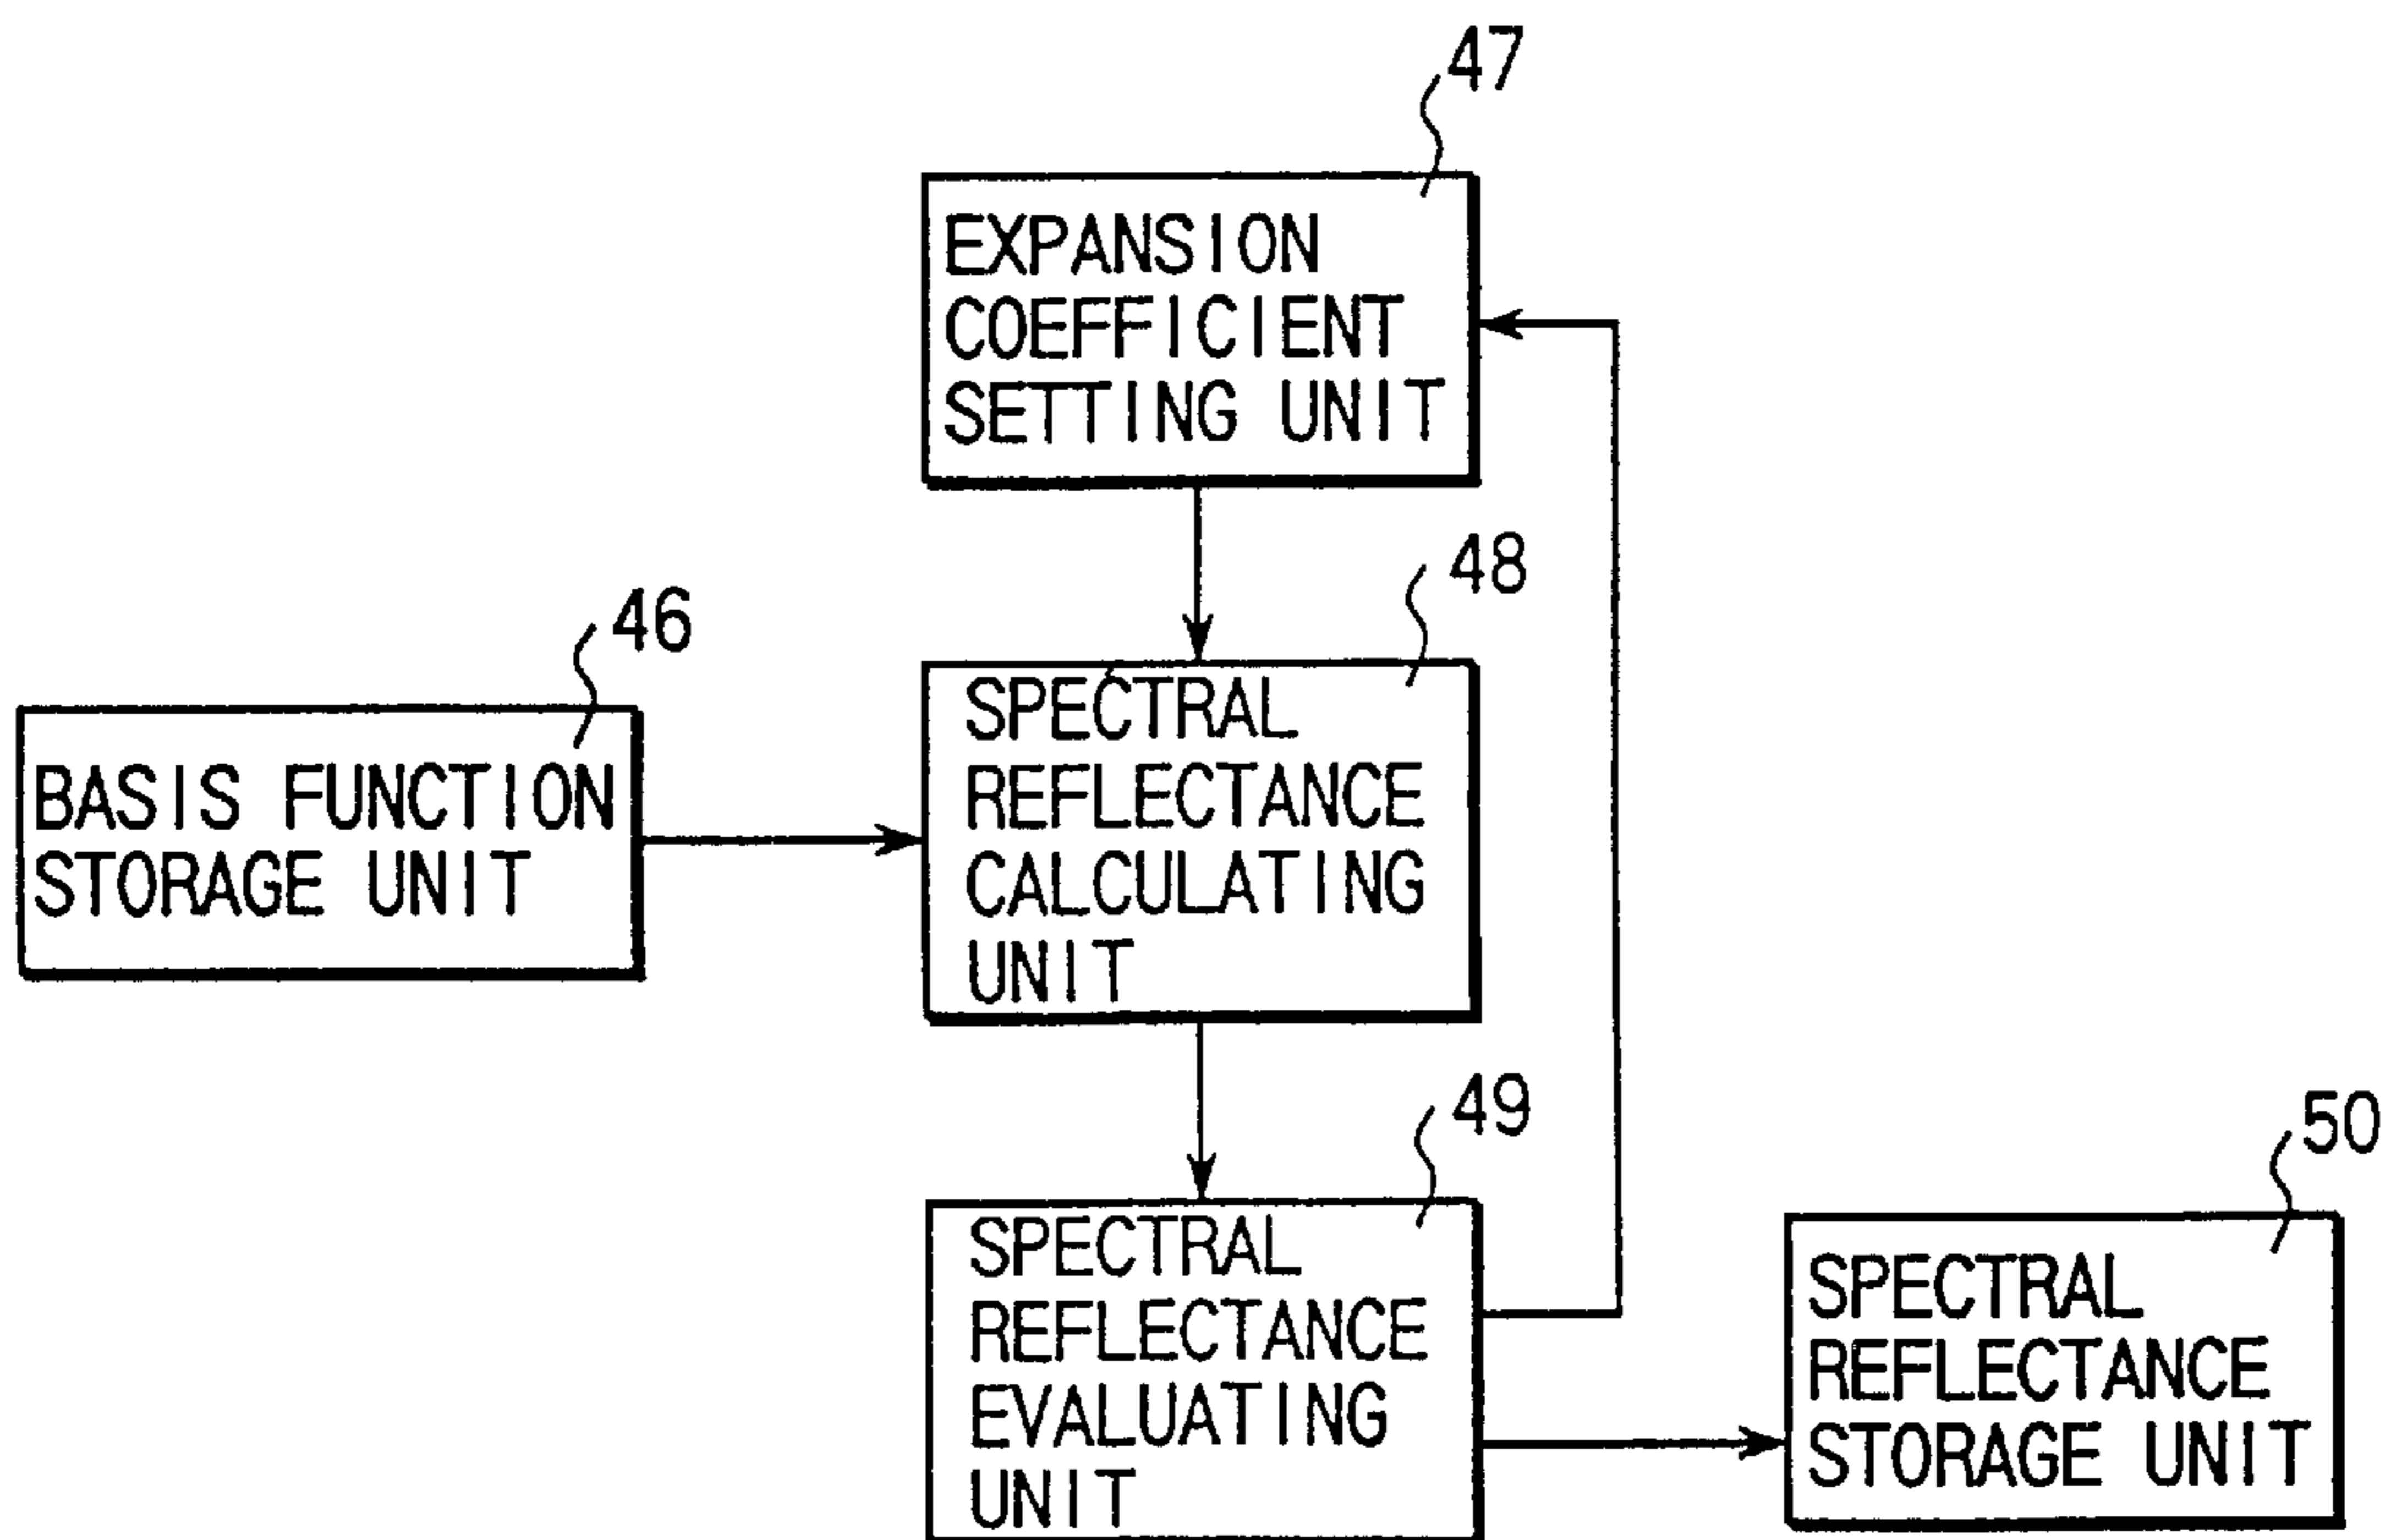 47
EXPANSION
COEFFICIENT
SETTING UNIT
48
46
BASIS FUNCTION
STORAGE UNIT
SPECTRAL
REFLECTANCE
CALCULATING
UNIT
49
SPECTRAL
REFLECTANCE
EVALUATING
UNIT
50
SPECTRAL
REFLECTANCE
STORAGE UNIT